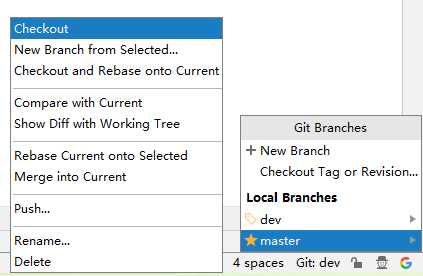 Checkout
New Branch from Selected...
Checkout and Rebase onto Current
Compare with Current
Show Diff with Working Tree
Rebase Current onto Selected
Merge into Current
Push...
Rename...
Delete
Git Branches
New Branch
Checkout Tag or Revision...
Local Branches
dev
master
4 spaces Git: dev